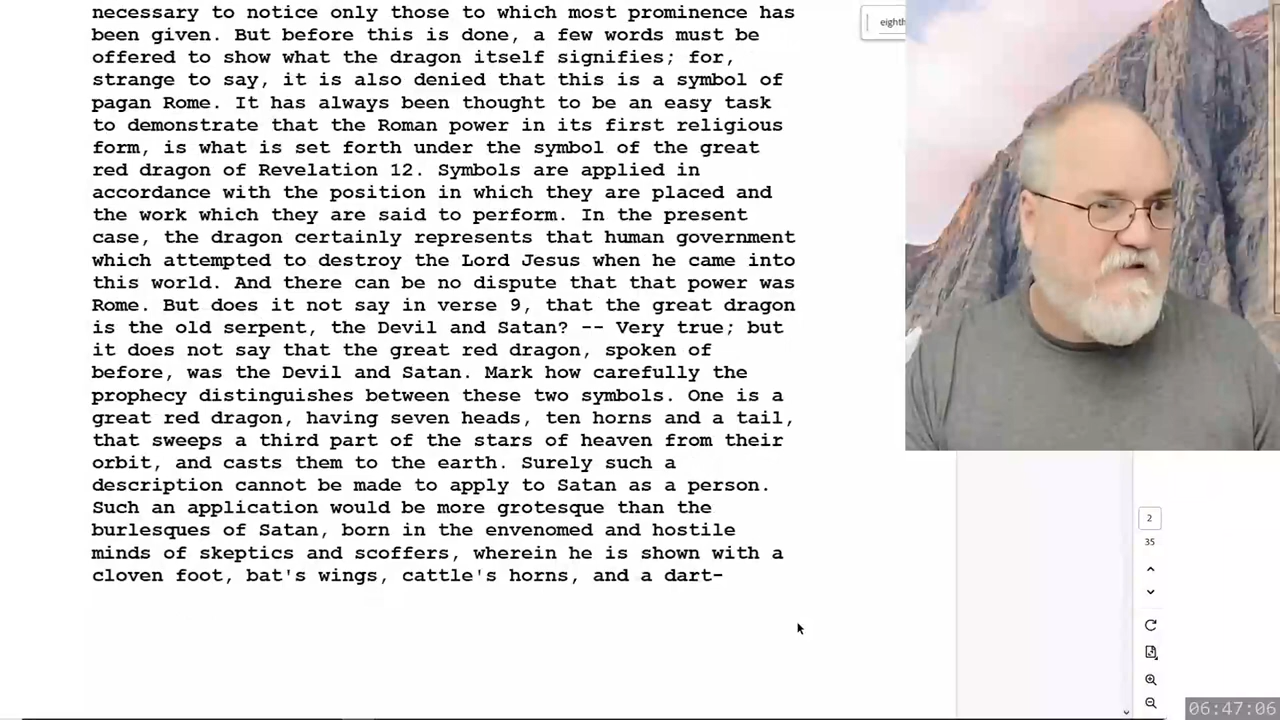 necessary to notice only those to which most prominence has
been given. But before this is done, a few words must be
offered to show what the dragon itself signifies; for,
strange to say, it is also denied that this is a symbol of
pagan Rome. It has always been thought to be an easy task
to demonstrate that the Roman power in its first religious
form, is what is set forth under the symbol of the great
red dragon of Revelation 12. Symbols are applied in
accordance with the position in which they are placed and
the work which they are said to perform. In the present
case, the dragon certainly represents that human government
which attempted to destroy the Lord Jesus when he came into
this world. And there can be no dispute that that power was
Rome. But does it not say in verse 9, that the great dragon
is the old serpent, the Devil and Satan? -- Very true; but
it does not say that the great red dragon, spoken of
before, was the Devil and Satan. Mark how carefully the
prophecy distinguishes between these two symbols. One is a
great red dragon, having seven heads, ten horns and a tail,
that sweeps a third part of the stars of heaven from their
orbit, and casts them to the earth. Surely such a
description cannot be made to apply to Satan as a person.
Such an application would be more grotesque than the
burlesques of Satan, born in the envenomed and hostile
minds of skeptics and scoffers, wherein he is shown with a
cloven foot, bat's wings, cattle's horns, and a dart-
eighth
2
35
06:47:06